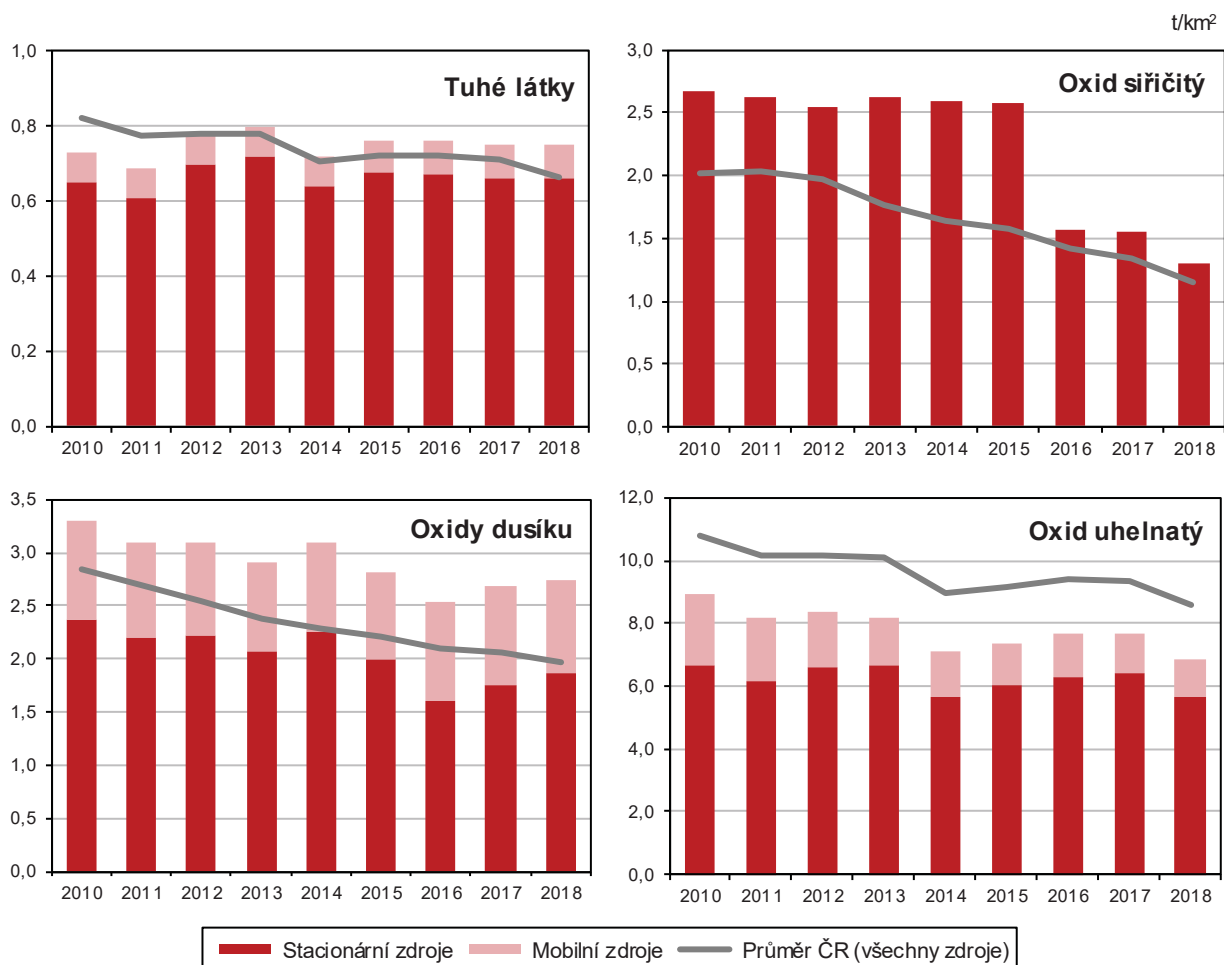 t/km²
Tuhé látky
1,0
0,8
0,6
0,4
0,2
0,0
2010 2011 2012 2013 2014 2015 2016 2017 2018
Oxid siřičitý
3,0
2,5
2,0
1,5
1,0
0,5
0,0
2010 2011 2012 2013 2014 2015 2016 2017 2018
Oxidy dusíku
3,5
3,0
2,5
2,0
1,5
1,0
0,5
0,0
2010 2011 2012 2013 2014 2015 2016 2017 2018
Oxid uhelnatý
12,0
10,0
8,0
6,0
4,0
2,0
0,0
2010 2011 2012 2013 2014 2015 2016 2017 2018
Stacionární zdroje Mobilní zdroje Průměr ČR (všechny zdroje)